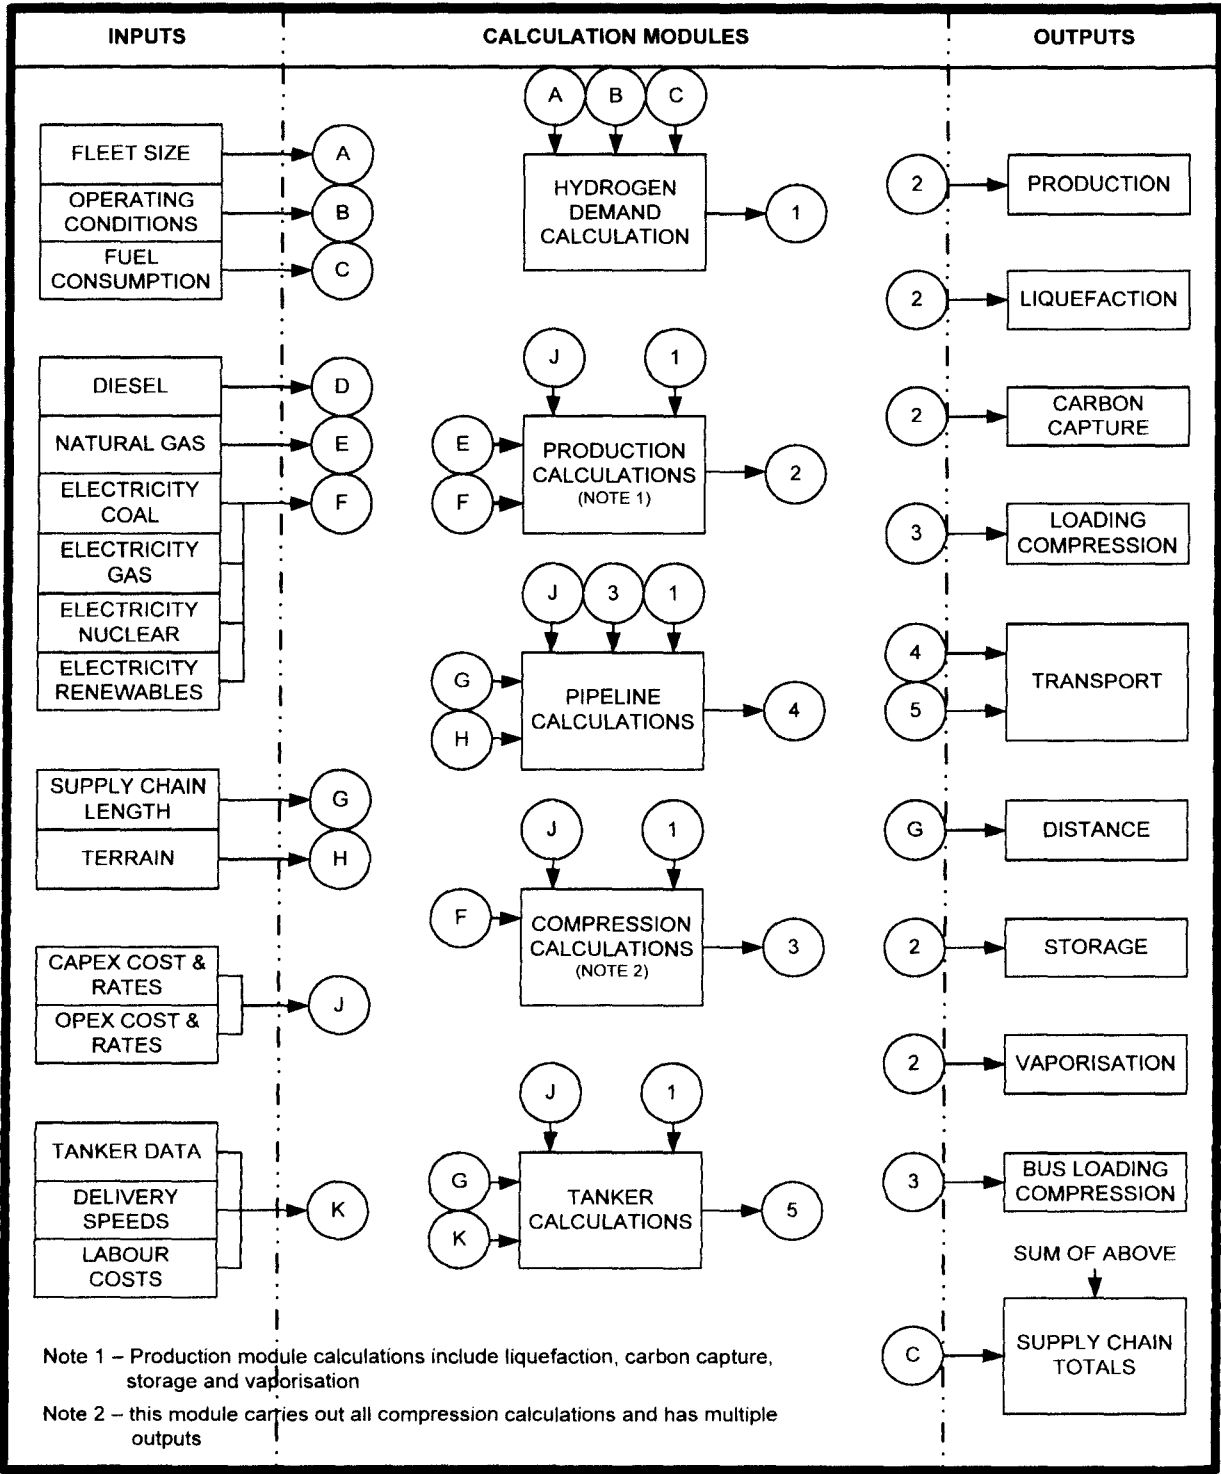 INPUTS
CALCULATION MODULES
OUTPUTS
FLEET SIZE
A
OPERATING
CONDITIONS
B
FUEL
CONSUMPTION
C
DIESEL
D
NATURAL GAS
E
ELECTRICITY
COAL
F
ELECTRICITY
GAS
ELECTRICITY
NUCLEAR
ELECTRICITY
RENEWABLES
SUPPLY CHAIN
LENGTH
G
TERRAIN
H
CAPEX COST &
RATES
J
OPEX COST &
RATES
TANKER DATA
DELIVERY
SPEEDS
K
LABOUR
COSTS
A B C
HYDROGEN
DEMAND
CALCULATION
1
J 1
E
F
PRODUCTION
CALCULATIONS
(NOTE 1)
2
J 3 1
G
H
PIPELINE
CALCULATIONS
4
J 1
F
COMPRESSION
CALCULATIONS
(NOTE 2)
3
J 1
G
K
TANKER
CALCULATIONS
5
2
PRODUCTION
2
LIQUEFACTION
2
CARBON
CAPTURE
3
LOADING
COMPRESSION
4
5
TRANSPORT
G
DISTANCE
2
STORAGE
2
VAPORISATION
3
BUS LOADING
COMPRESSION
SUM OF ABOVE
C
SUPPLY CHAIN
TOTALS
Note 1 – Production module calculations include liquefaction, carbon capture,
storage and vaporisation
Note 2 – this module carries out all compression calculations and has multiple
outputs